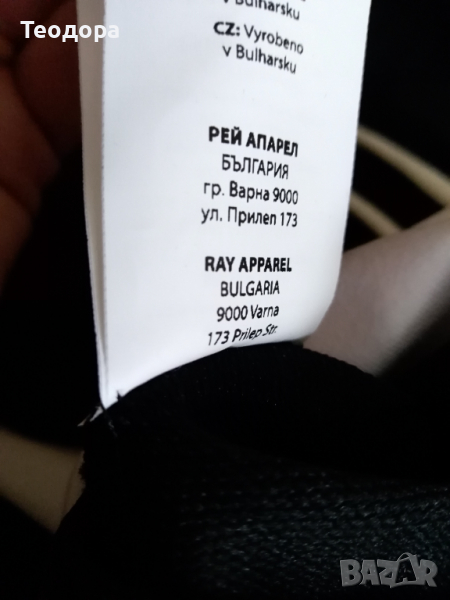 Теодора
v Bulharsku
CZ: Vyrobeno
v Bulharsku
РЕЙ АПАРЕЛ
БЪЛГАРИЯ
гр. Варна 9000
ул. Прилеп 173
RAY APPAREL
BULGARIA
9000 Varna
173 Prilep Str.
BAZAR